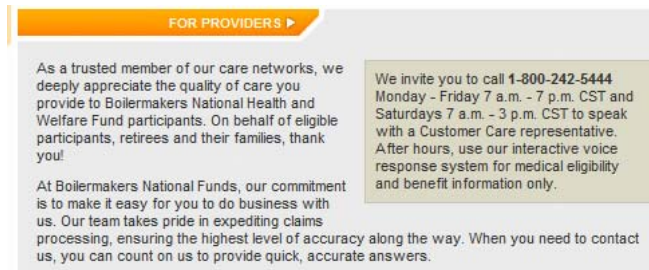 FOR PROVIDERS ▶
As a trusted member of our care networks, we
deeply appreciate the quality of care you
provide to Boilermakers National Health and
Welfare Fund participants. On behalf of eligible
participants, retirees and their families, thank
you!
We invite you to call 1-800-242-5444
Monday - Friday 7 a.m. - 7 p.m. CST and
Saturdays 7 a.m. - 3 p.m. CST to speak
with a Customer Care representative.
After hours, use our interactive voice
response system for medical eligibility
and benefit information only.
At Boilermakers National Funds, our commitment
is to make it easy for you to do business with
us. Our team takes pride in expediting claims
processing, ensuring the highest level of accuracy along the way. When you need to contact
us, you can count on us to provide quick, accurate answers.